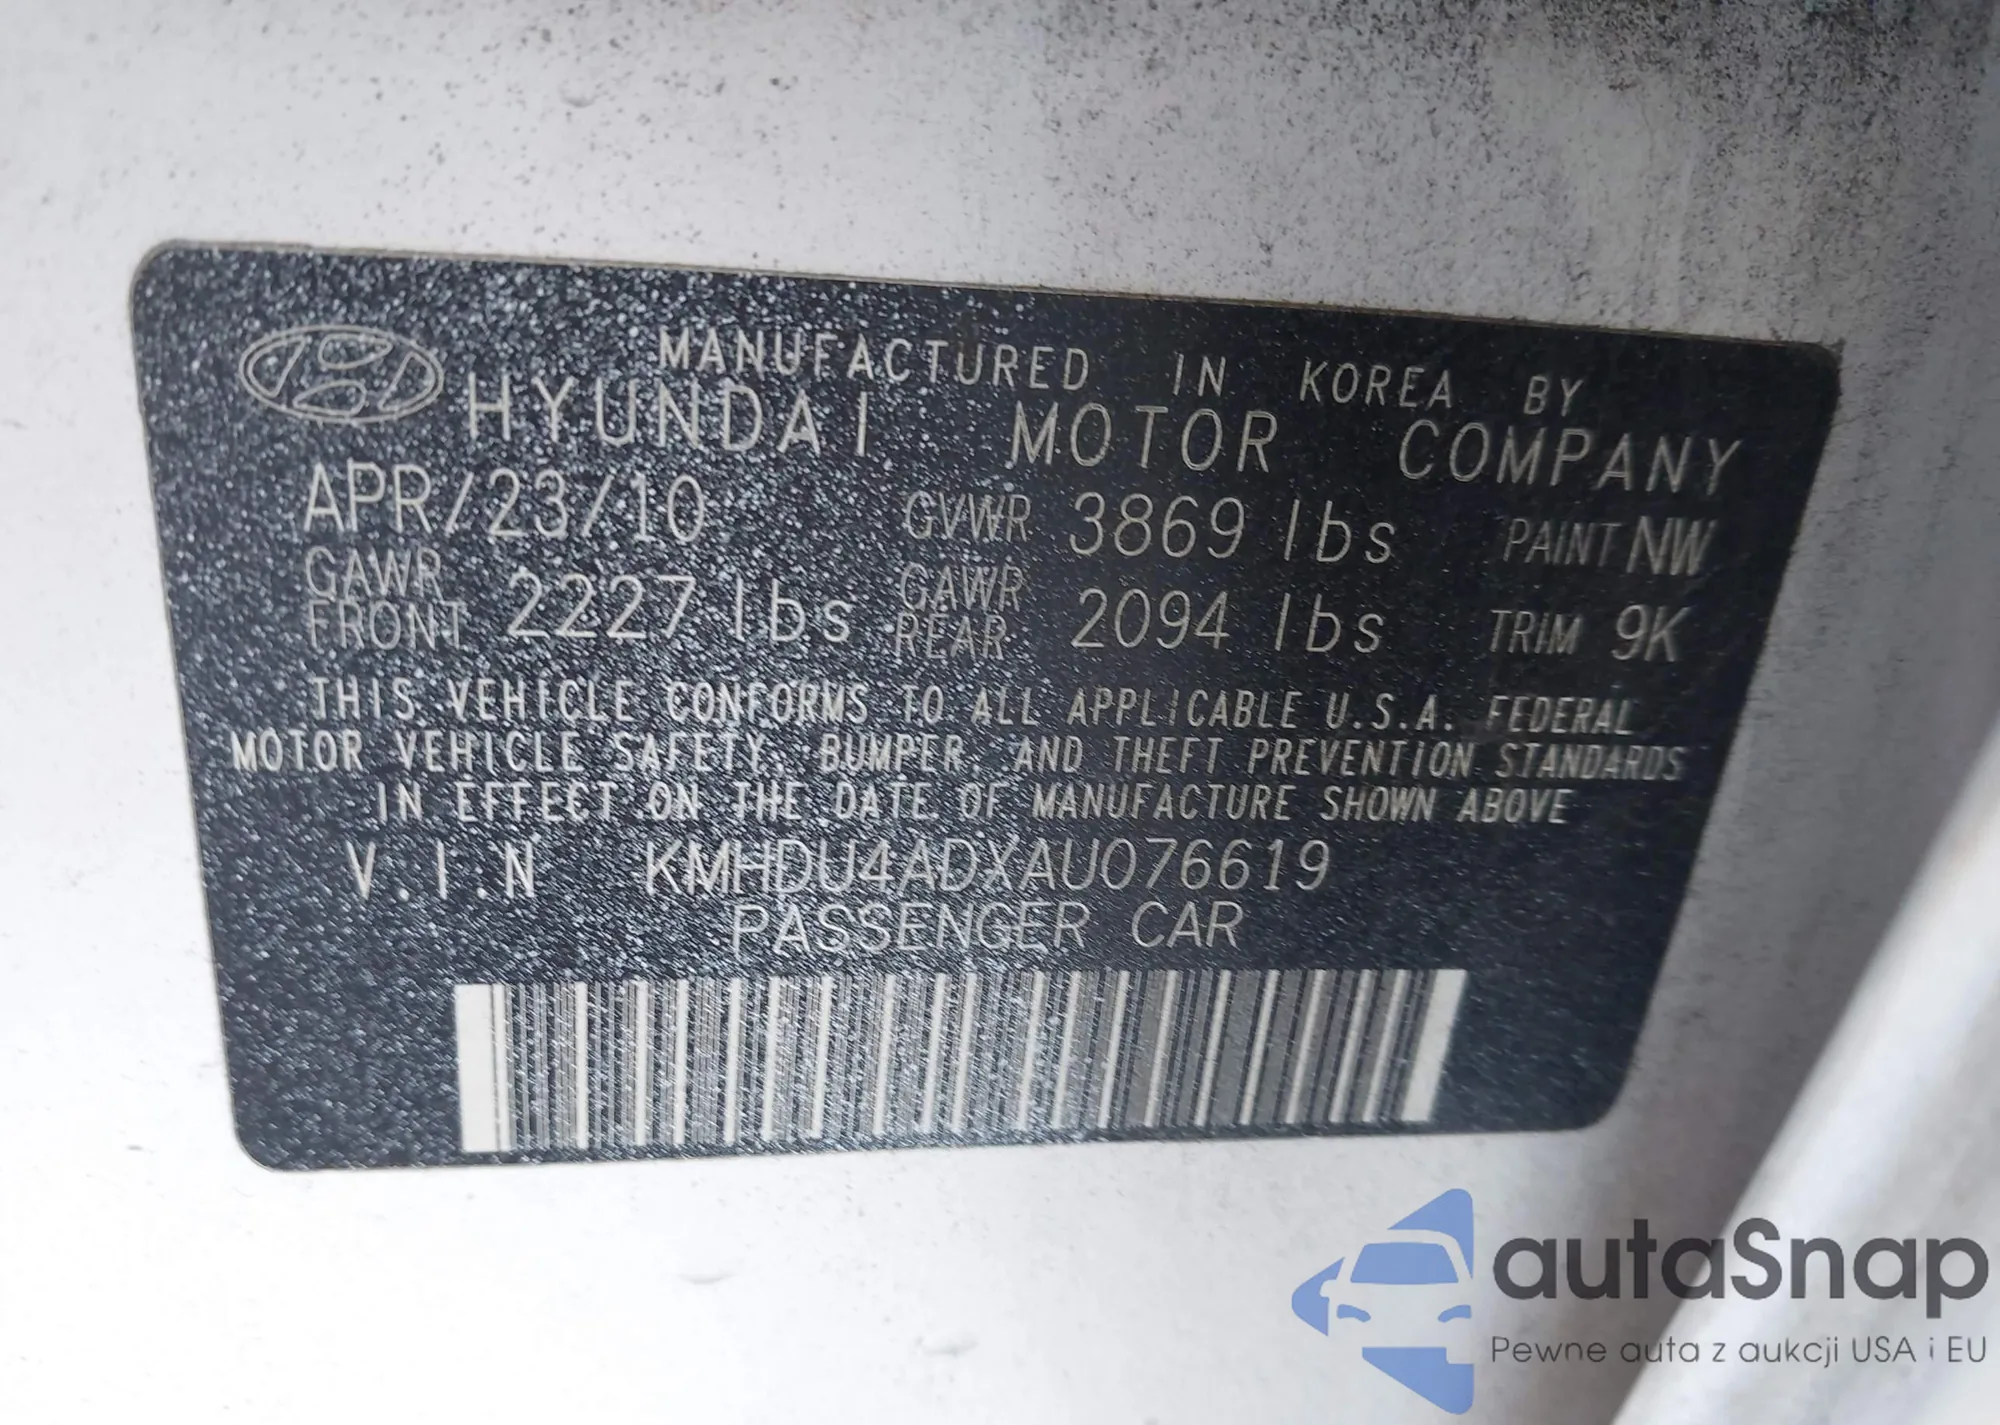 MANUFACTURED IN KOREA BY
HYUNDAI MOTOR COMPANY
APR/23/10 GVWR 3869 lbs PAINT NW
GAWR FRONT 2227 lbs GAWR REAR 2094 lbs TRIM 9K
THIS VEHICLE CONFORMS TO ALL APPLICABLE U.S.A. FEDERAL
MOTOR VEHICLE SAFETY, BUMPER, AND THEFT PREVENTION STANDARDS
IN EFFECT ON THE DATE OF MANUFACTURE SHOWN ABOVE
V.I.N KMHDU4ADXAU076619
PASSENGER CAR
autaSnap
Pewne auta z aukcji USA i EU